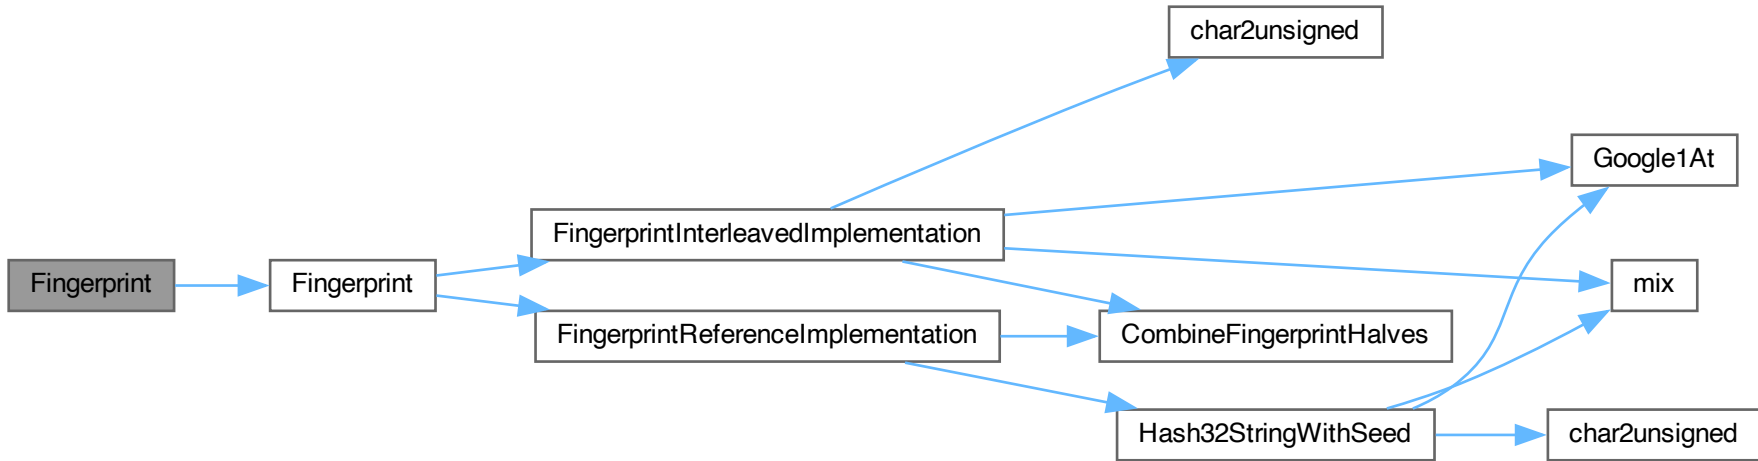 char2unsigned
Google1At
FingerprintInterleavedImplementation
Fingerprint
Fingerprint
mix
FingerprintReferenceImplementation
CombineFingerprintHalves
Hash32StringWithSeed
char2unsigned